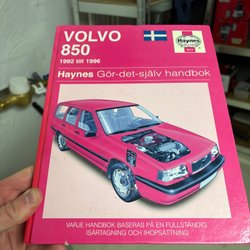 VOLVO
850
1992 till 1996
Haynes
Haynes Gör-det-själv handbok
VARJE HANDBOK BASERAS PÅ EN FULLSTÄNDIG
ISÄRTAGNING OCH IHOPSÄTTNING